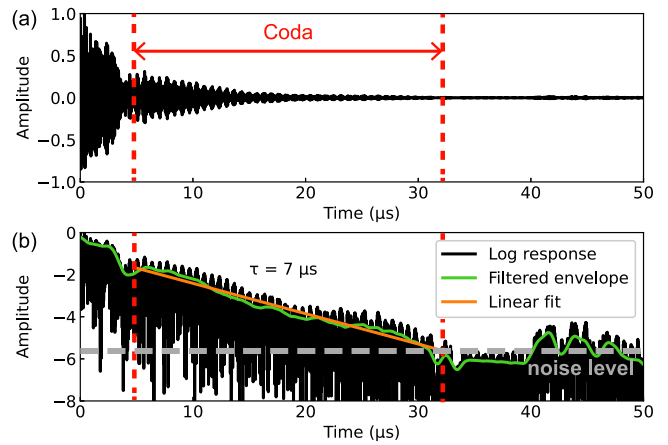 (a)
Amplitude
1.0
0.5
0.0
−0.5
−1.0
Coda
0
10
20
30
40
50
Time (μs)
(b)
Amplitude
0
−2
−4
−6
−8
τ = 7 μs
Log response
Filtered envelope
Linear fit
noise level
0
10
20
30
40
50
Time (μs)